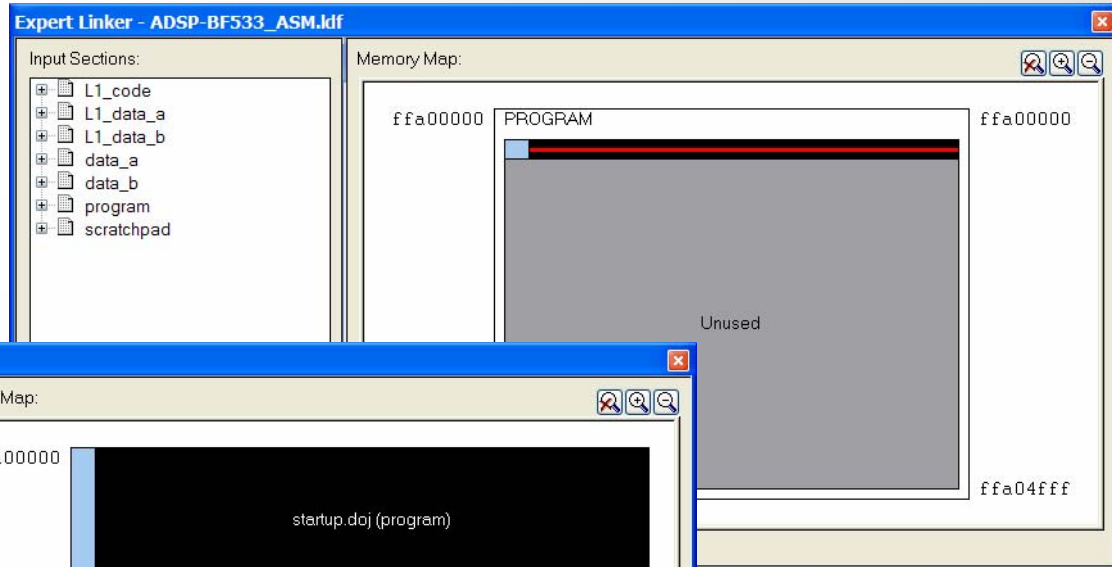 Expert Linker - ADSP-BF533_ASM.ldf
Input Sections:
L1_code
L1_data_a
L1_data_b
data_a
data_b
program
scratchpad
Memory Map:
ffa00000 PROGRAM ffa00000
Unused
ffa04fff
Map:
00000
startup.doj (program)